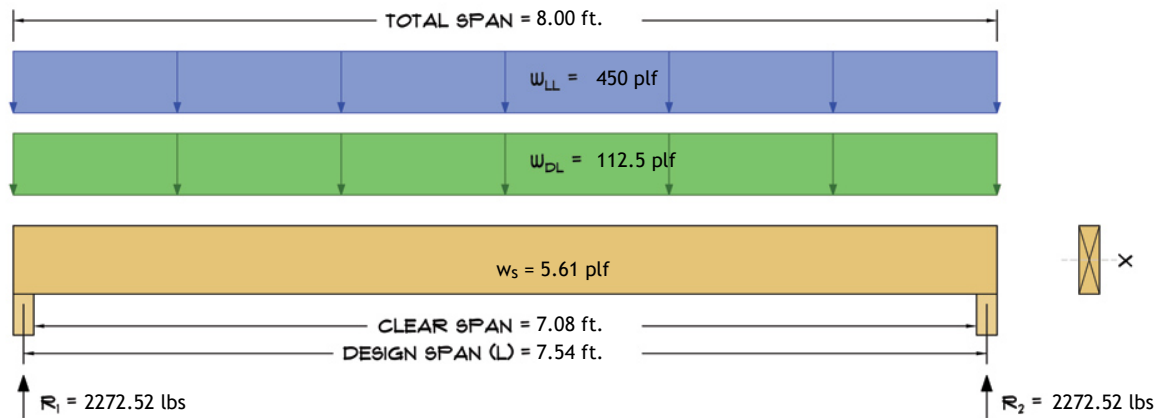 TOTAL SPAN = 8.00 ft.
WLL = 450 plf
WDL = 112.5 plf
ws = 5.61 plf
X
CLEAR SPAN = 7.08 ft.
DESIGN SPAN (L) = 7.54 ft.
R1 = 2272.52 lbs
R2 = 2272.52 lbs